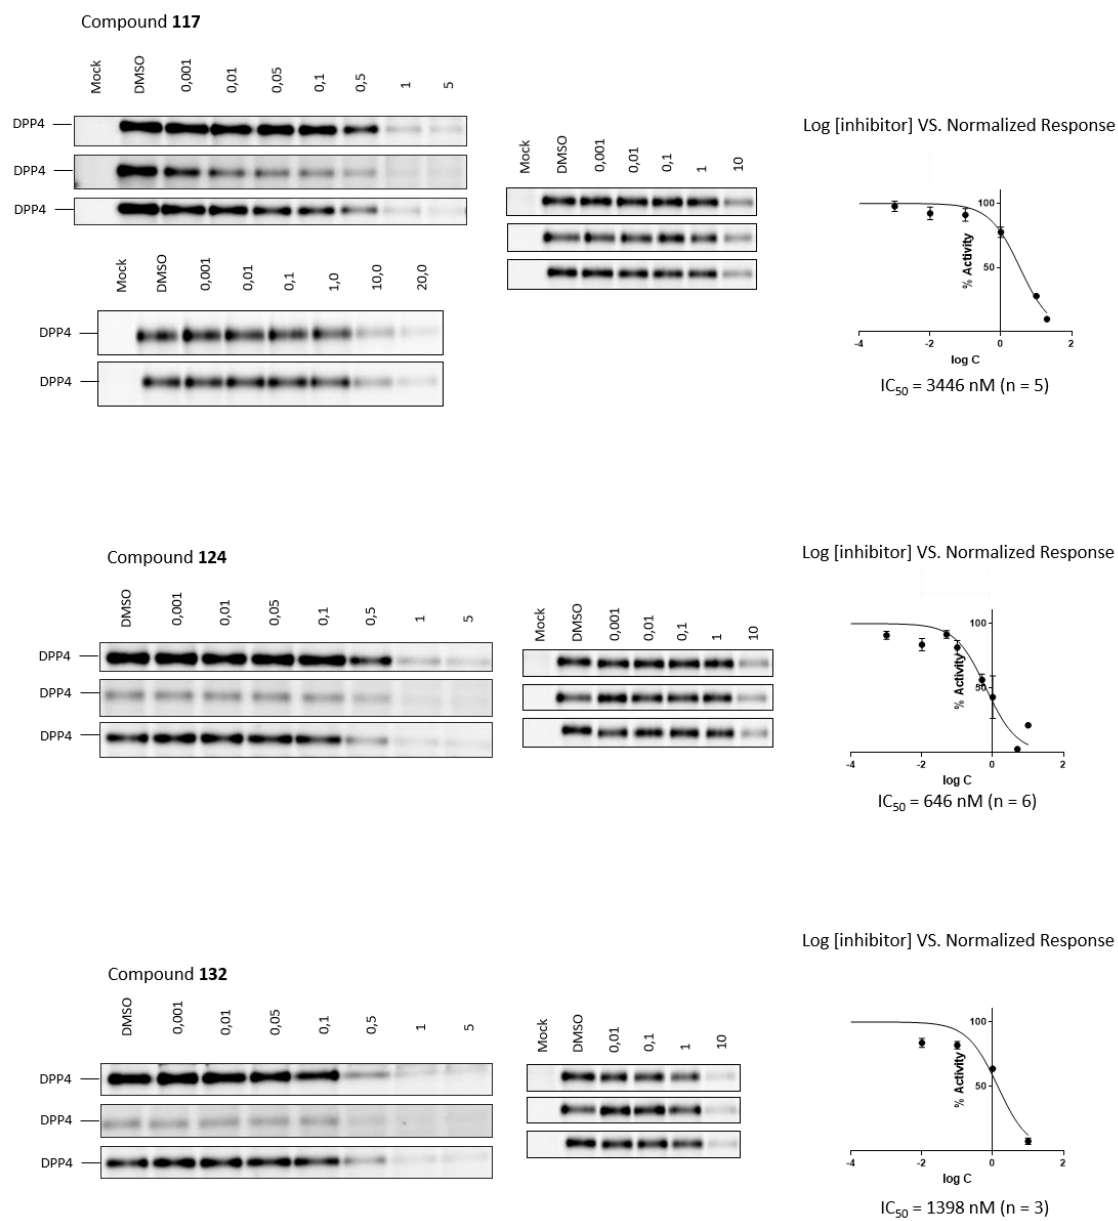 Compound 117
Mock DMSO 0,001 0,01 0,05 0,1 0,5 1 5
DPP4
DPP4
DPP4
Mock DMSO 0,001 0,01 0,1 1 10
Mock DMSO 0,001 0,01 0,1 1,0 10,0 20,0
DPP4
DPP4
Log [inhibitor] VS. Normalized Response
100
50
% Activity
-4 -2 0 2
log C
IC50 = 3446 nM (n = 5)
Compound 124
DMSO 0,001 0,01 0,05 0,1 0,5 1 5
DPP4
DPP4
DPP4
Mock DMSO 0,001 0,01 0,1 1 10
Log [inhibitor] VS. Normalized Response
100
50
% Activity
-4 -2 0 2
log C
IC50 = 646 nM (n = 6)
Compound 132
DMSO 0,001 0,01 0,05 0,1 0,5 1 5
DPP4
DPP4
DPP4
Mock DMSO 0,01 0,1 1 10
Log [inhibitor] VS. Normalized Response
100
50
% Activity
-4 -2 0 2
log C
IC50 = 1398 nM (n = 3)